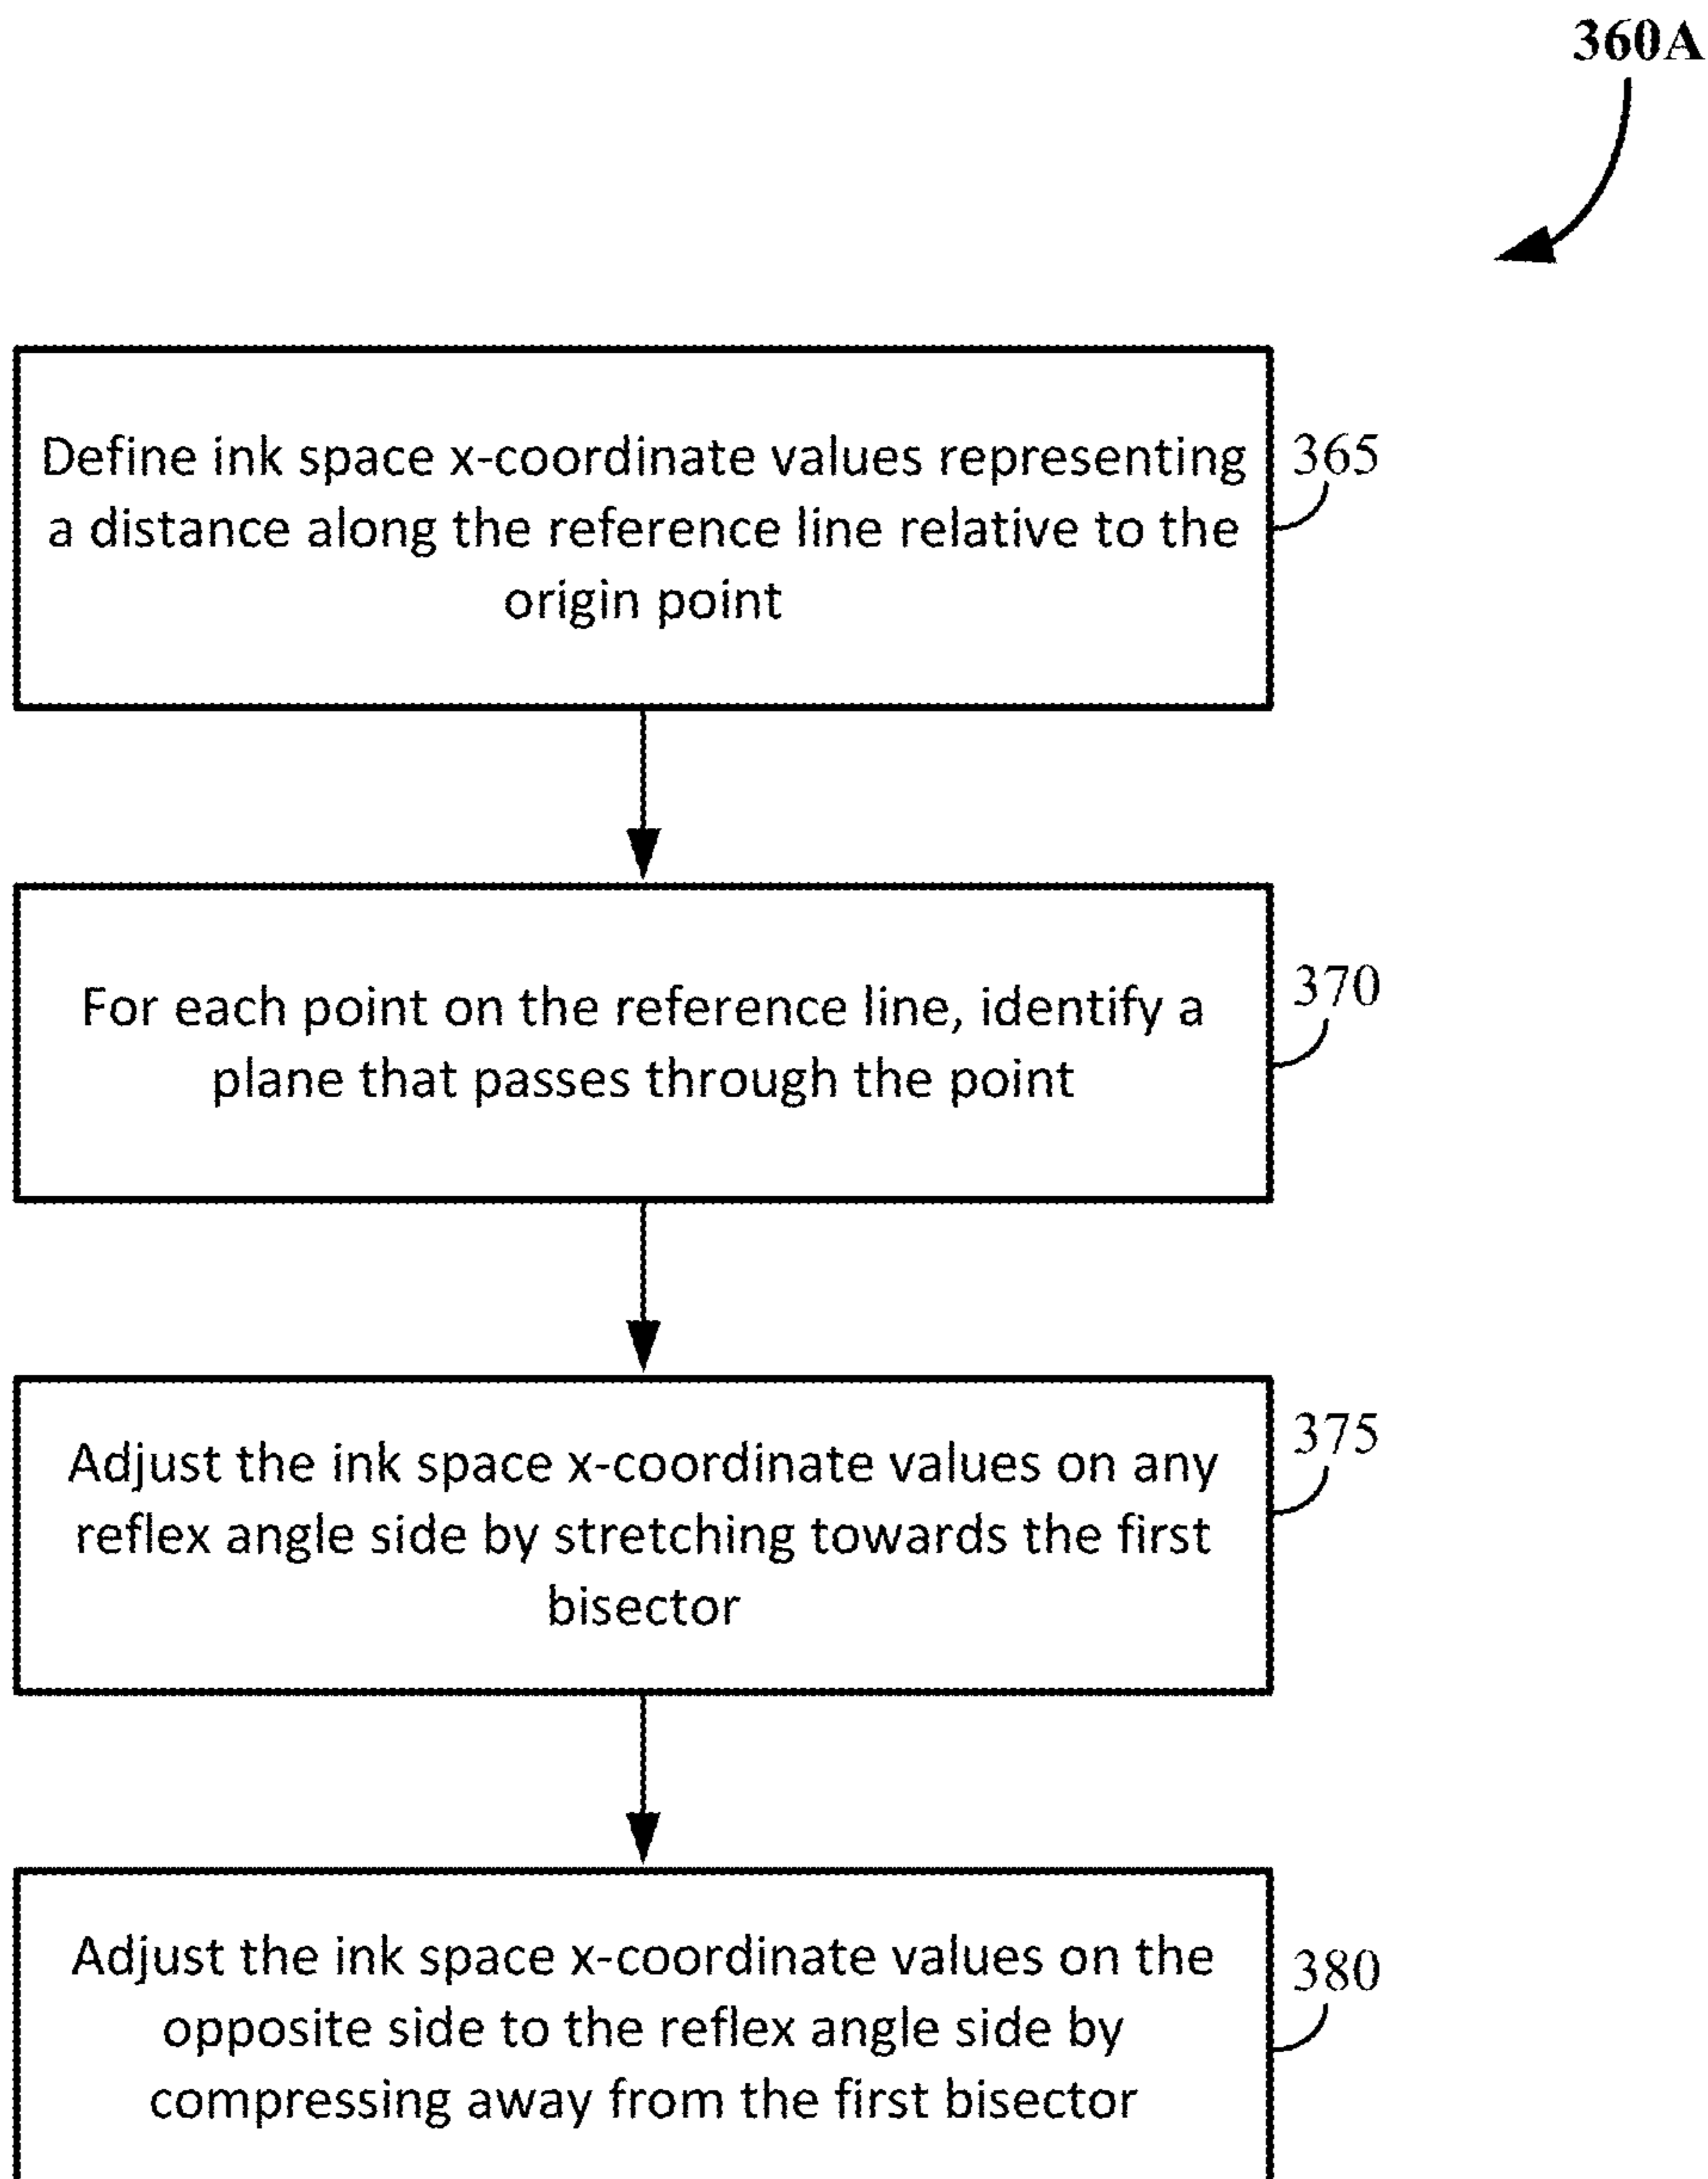 360A
Define ink space x-coordinate values representing
a distance along the reference line relative to the
origin point
365
For each point on the reference line, identify a
plane that passes through the point
370
Adjust the ink space x-coordinate values on any
reflex angle side by stretching towards the first
bisector
375
Adjust the ink space x-coordinate values on the
opposite side to the reflex angle side by
compressing away from the first bisector
380